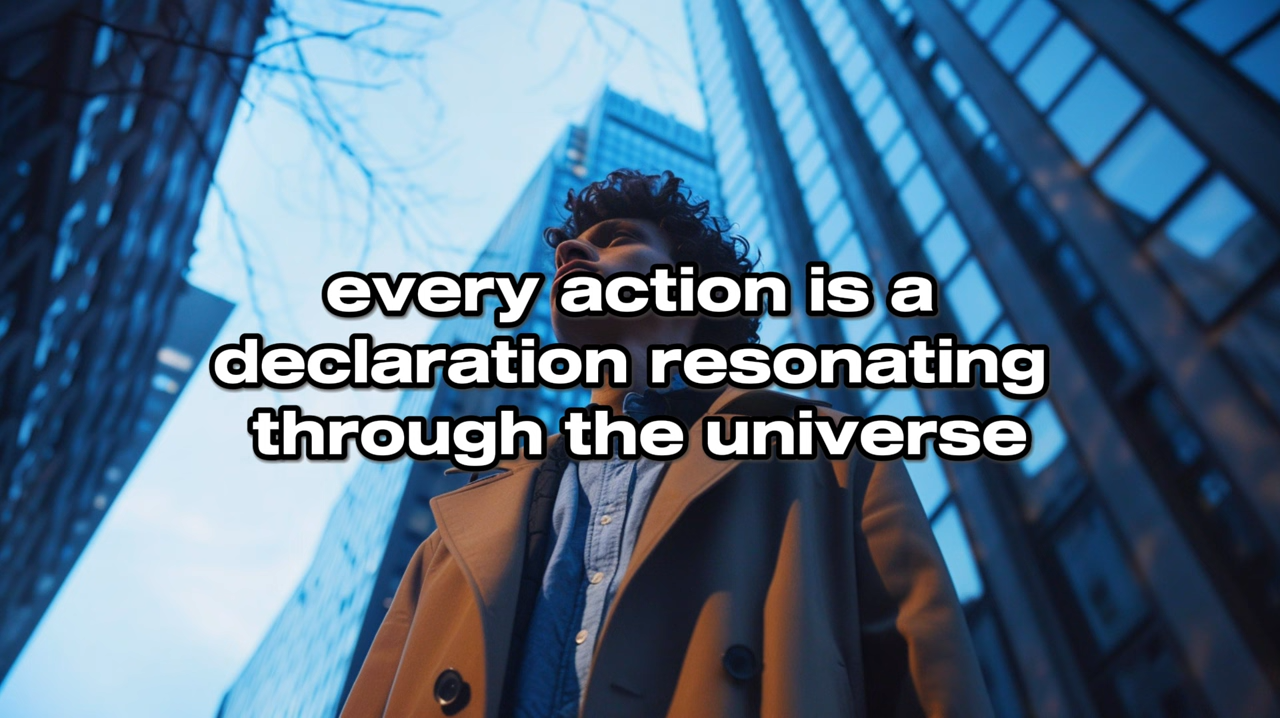 every action is a
declaration resonating
through the universe